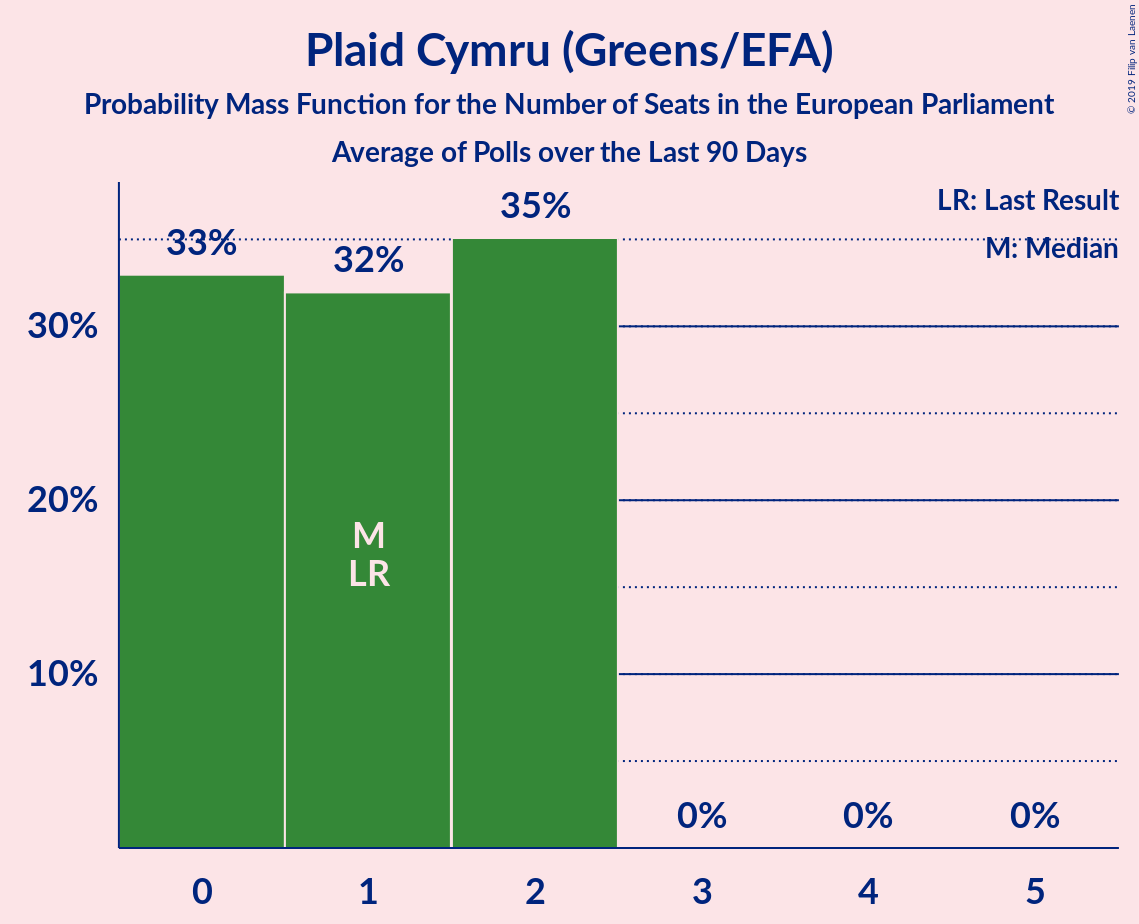 Plaid Cymru (Greens/EFA)
Probability Mass Function for the Number of Seats in the European Parliament
Average of Polls over the Last 90 Days
© 2019 Filip van Laenen
LR: Last Result
M: Median
35%
33%
32%
30%
20%
10%
M
LR
0%
0%
0%
0
1
2
3
4
5